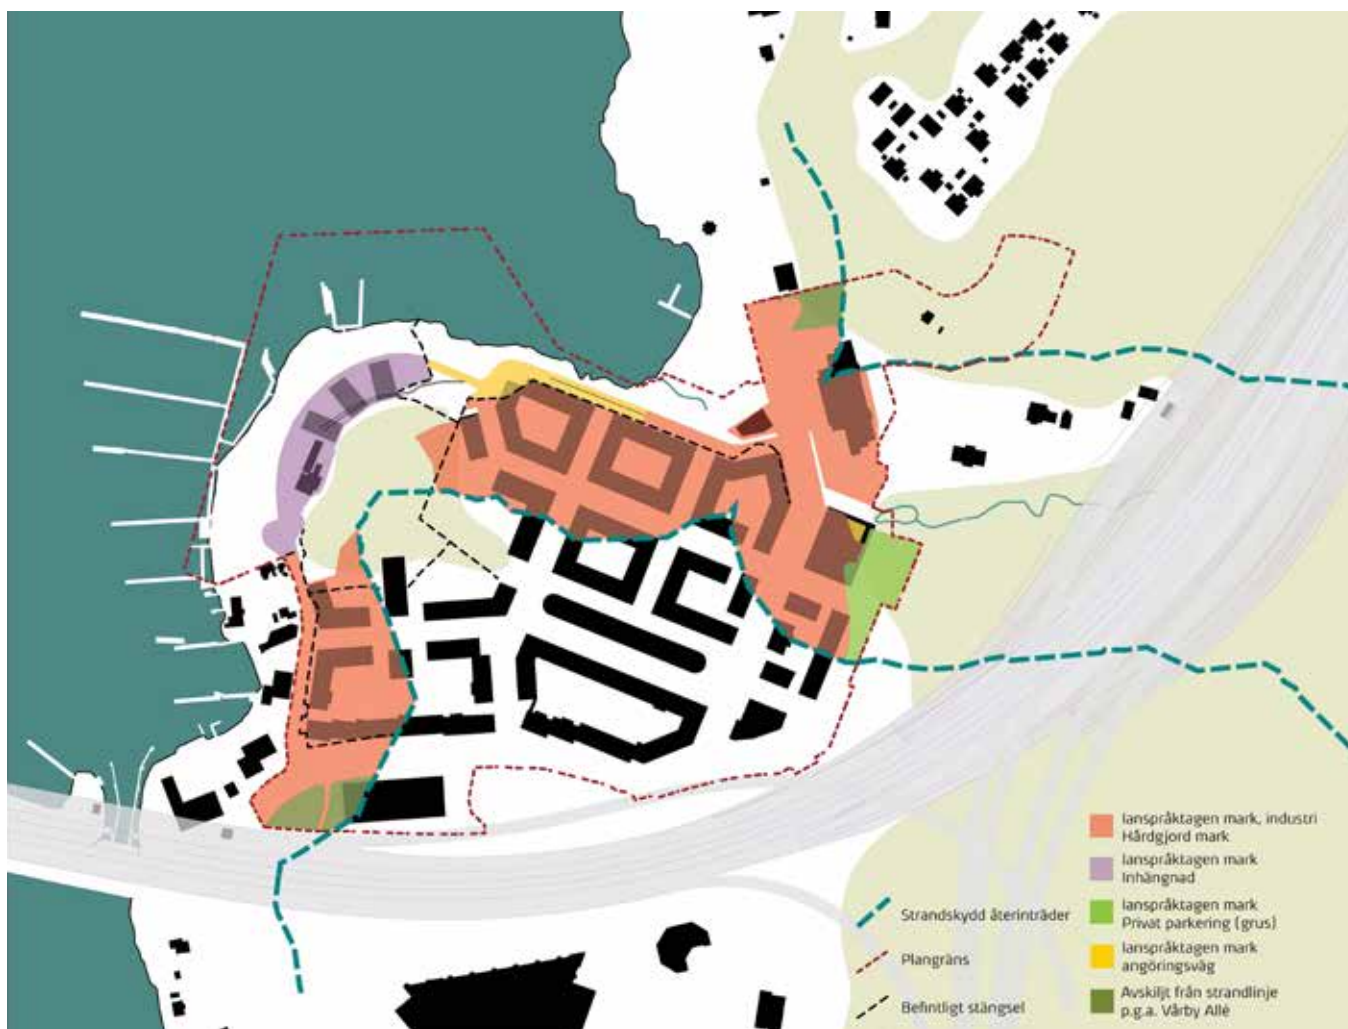 Strandskydd återinträder
Plangräns
Befintligt stängsel
Ianspråktagen mark, industri
Hårdgjord mark
Ianspråktagen mark
Inhängnad
Ianspråktagen mark
Privat parkering (grus)
Ianspråktagen mark
angöringsväg
Avskiljt från strandlinje
p.g.a. Vårby Allé